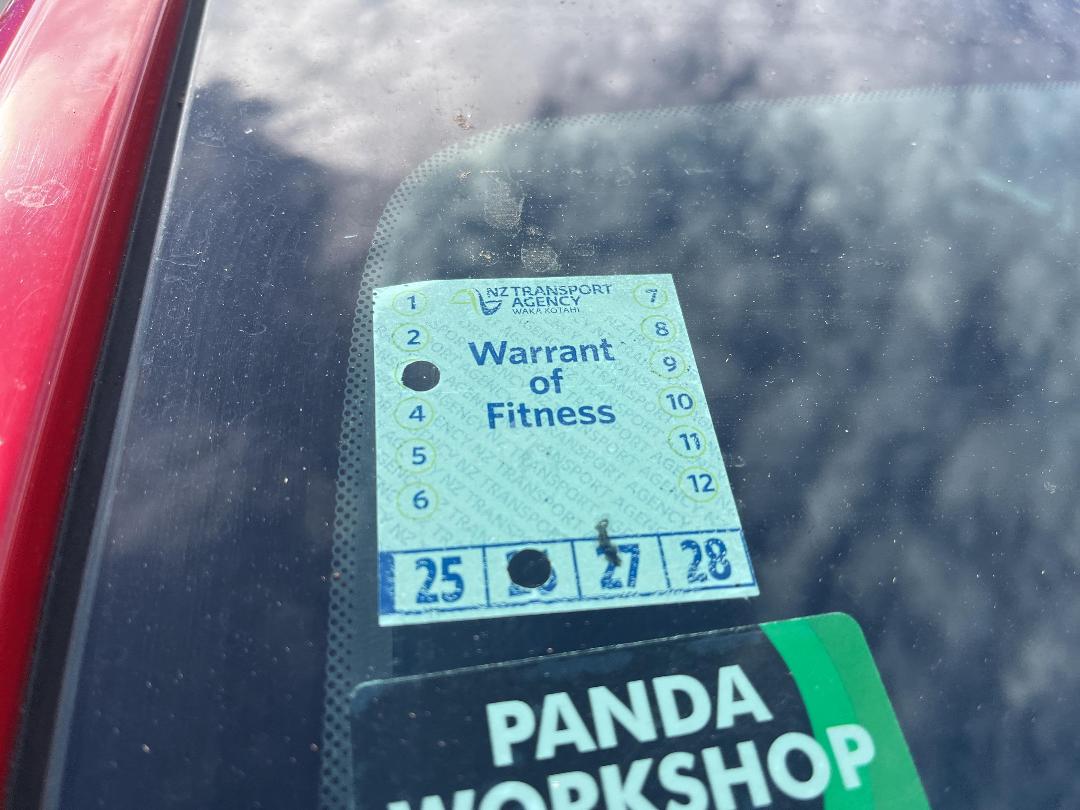 NZ TRANSPORT
AGENCY
WAKA KOTAHI
1
2
4
5
6
7
8
9
10
11
12
Warrant
of
Fitness
25
27
28
PANDA
WORKSHOP